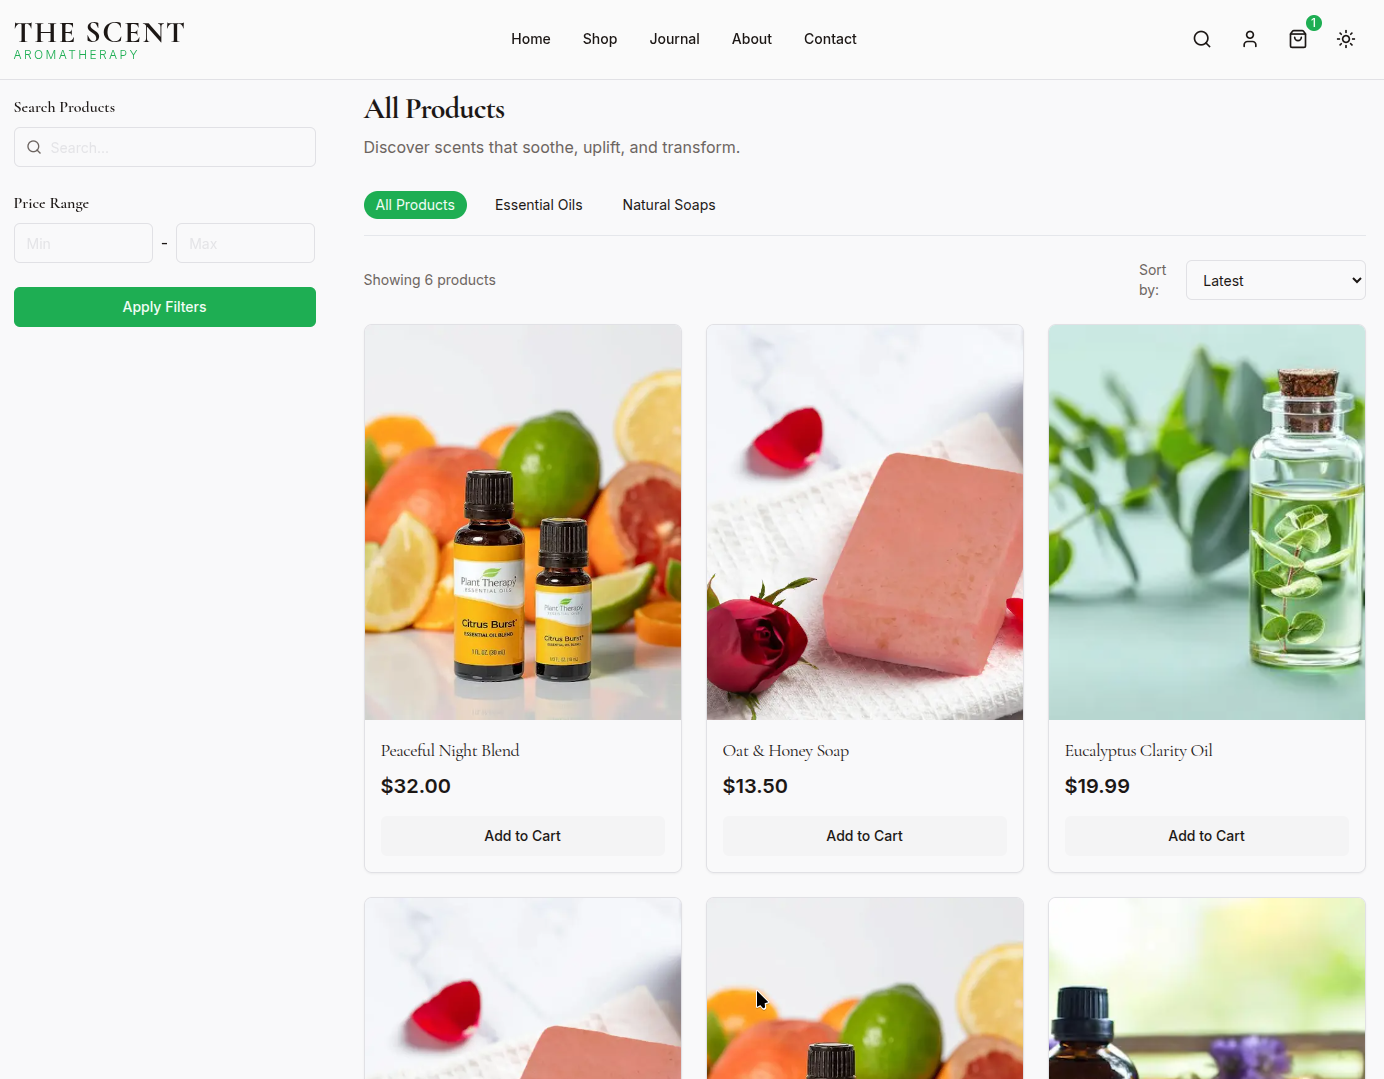 THE SCENT
AROMATHERAPY
Home
Shop
Journal
About
Contact
1
Search Products
Search...
Price Range
Min
-
Max
Apply Filters
All Products
Discover scents that soothe, uplift, and transform.
All Products
Essential Oils
Natural Soaps
Showing 6 products
Sort
by:
Latest
Plant Therapy
ESSENTIAL OILS
Citrus Burst
ESSENTIAL OIL BLEND
1 FL OZ (30 ml)
Plant Therapy
Citrus Burst
Peaceful Night Blend
$32.00
Add to Cart
Oat & Honey Soap
$13.50
Add to Cart
Eucalyptus Clarity Oil
$19.99
Add to Cart